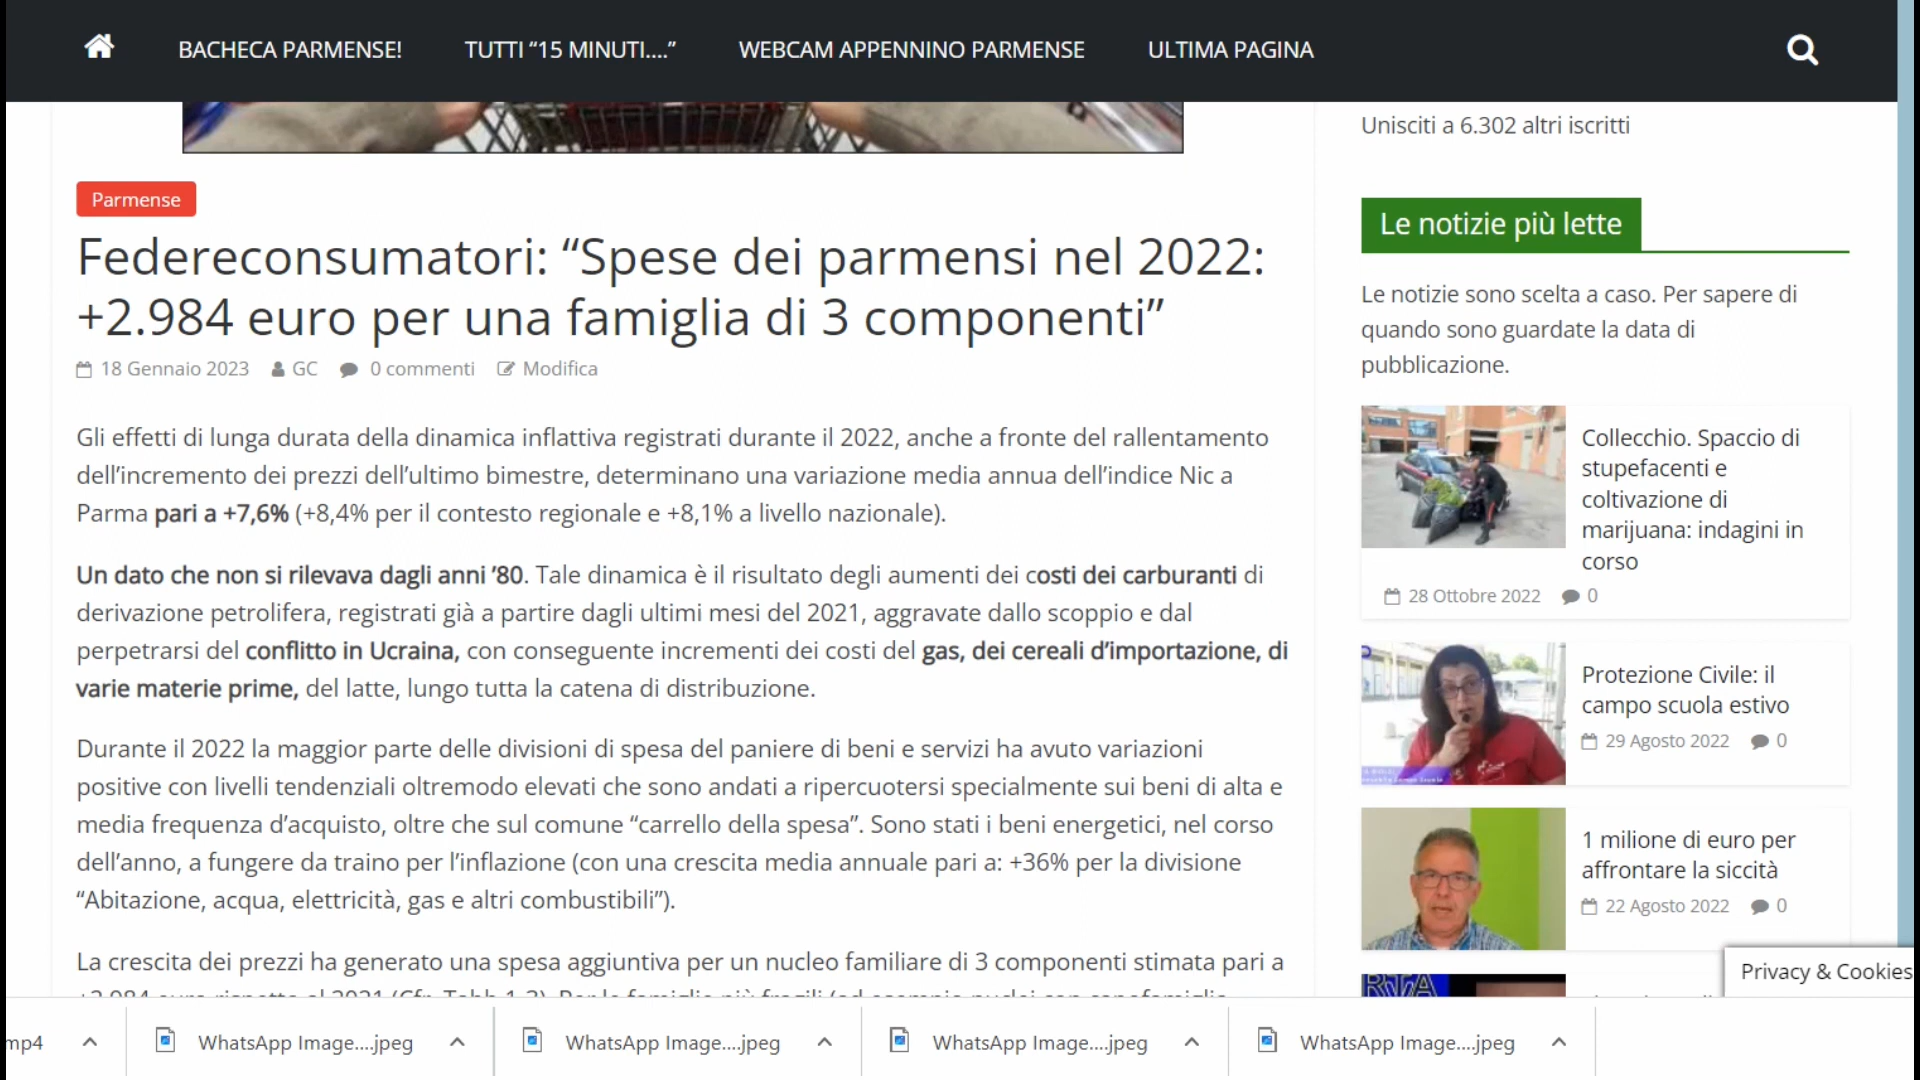 BACHECA PARMENSE!
TUTTI “15 MINUTI....”
WEBCAM APPENNINO PARMENSE
ULTIMA PAGINA
Parmense
Federeconsumatori: “Spese dei parmensi nel 2022:
+2.984 euro per una famiglia di 3 componenti”
18 Gennaio 2023 GC 0 commenti Modifica
Gli effetti di lunga durata della dinamica inflattiva registrati durante il 2022, anche a fronte del rallentamento
dell’incremento dei prezzi dell’ultimo bimestre, determinano una variazione media annua dell’indice Nic a
Parma pari a +7,6% (+8,4% per il contesto regionale e +8,1% a livello nazionale).
Un dato che non si rilevava dagli anni ’80. Tale dinamica è il risultato degli aumenti dei costi dei carburanti di
derivazione petrolifera, registrati già a partire dagli ultimi mesi del 2021, aggravate dallo scoppio e dal
perpetrarsi del conflitto in Ucraina, con conseguente incrementi dei costi del gas, dei cereali d’importazione, di
varie materie prime, del latte, lungo tutta la catena di distribuzione.
Durante il 2022 la maggior parte delle divisioni di spesa del paniere di beni e servizi ha avuto variazioni
positive con livelli tendenziali oltremodo elevati che sono andati a ripercuotersi specialmente sui beni di alta e
media frequenza d’acquisto, oltre che sul comune “carrello della spesa”. Sono stati i beni energetici, nel corso
dell’anno, a fungere da traino per l’inflazione (con una crescita media annuale pari a: +36% per la divisione
“Abitazione, acqua, elettricità, gas e altri combustibili”).
La crescita dei prezzi ha generato una spesa aggiuntiva per un nucleo familiare di 3 componenti stimata pari a
Unisciti a 6.302 altri iscritti
Le notizie più lette
Le notizie sono scelta a caso. Per sapere di
quando sono guardate la data di
pubblicazione.
Collecchio. Spaccio di
stupefacenti e
coltivazione di
marijuana: indagini in
corso
28 Ottobre 2022 0
Protezione Civile: il
campo scuola estivo
29 Agosto 2022 0
1 milione di euro per
affrontare la siccità
22 Agosto 2022 0
Privacy & Cookies
mp4
WhatsApp Image....jpeg
WhatsApp Image....jpeg
WhatsApp Image....jpeg
WhatsApp Image....jpeg